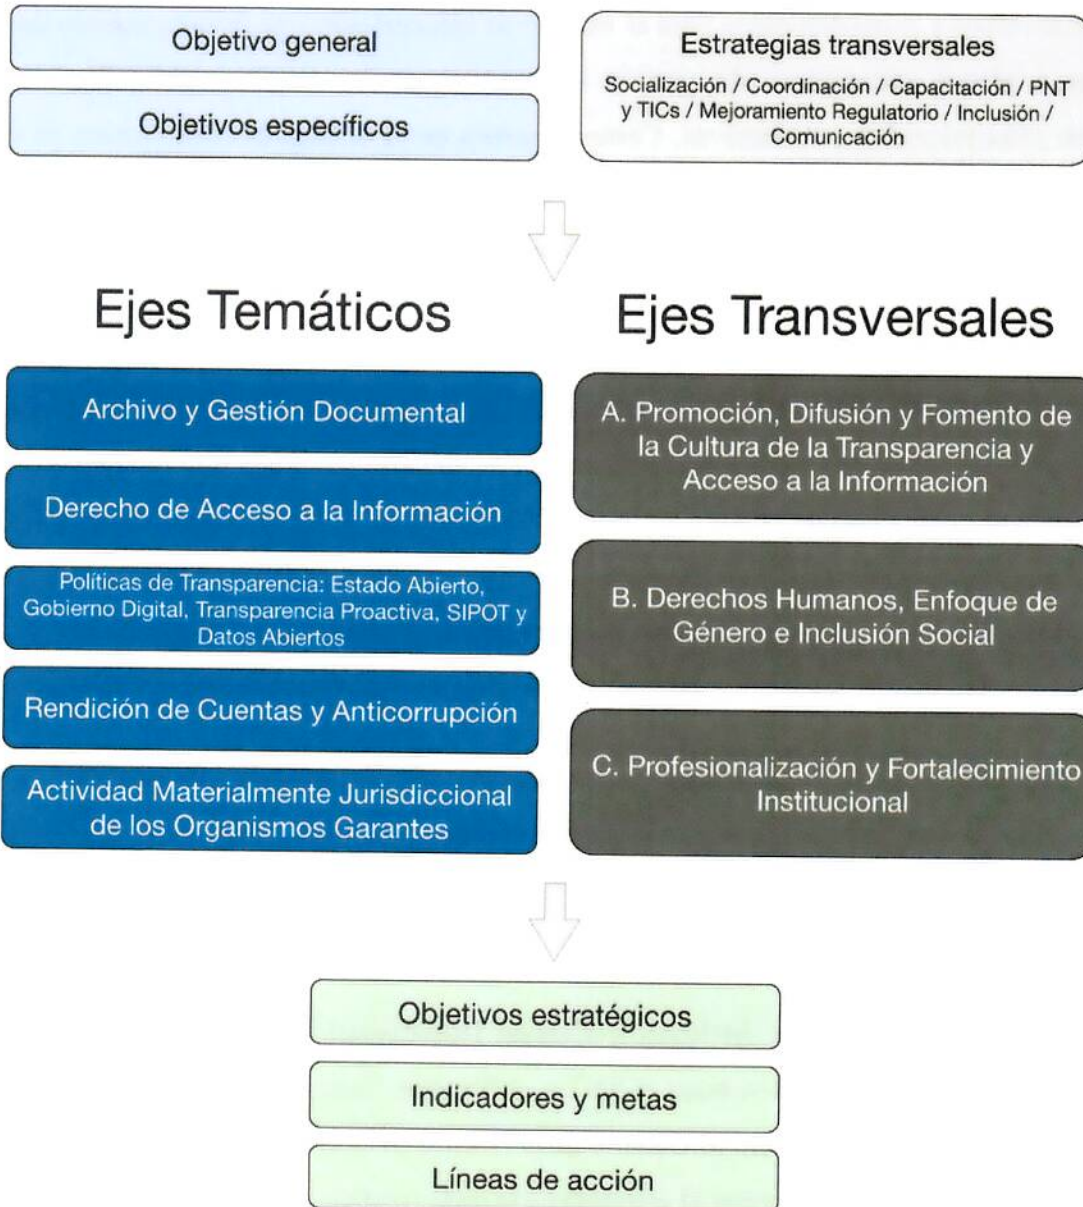 Objetivo general
Objetivos específicos
Estrategias transversales
Socialización / Coordinación / Capacitación / PNT
y TICs / Mejoramiento Regulatorio / Inclusión /
Comunicación
Ejes Temáticos
Archivo y Gestión Documental
Derecho de Acceso a la Información
Políticas de Transparencia: Estado Abierto,
Gobierno Digital, Transparencia Proactiva, SIPOT y
Datos Abiertos
Rendición de Cuentas y Anticorrupción
Actividad Materialmente Jurisdiccional
de los Organismos Garantes
Ejes Transversales
A. Promoción, Difusión y Fomento de
la Cultura de la Transparencia y
Acceso a la Información
B. Derechos Humanos, Enfoque de
Género e Inclusión Social
C. Profesionalización y Fortalecimiento
Institucional
Objetivos estratégicos
Indicadores y metas
Líneas de acción